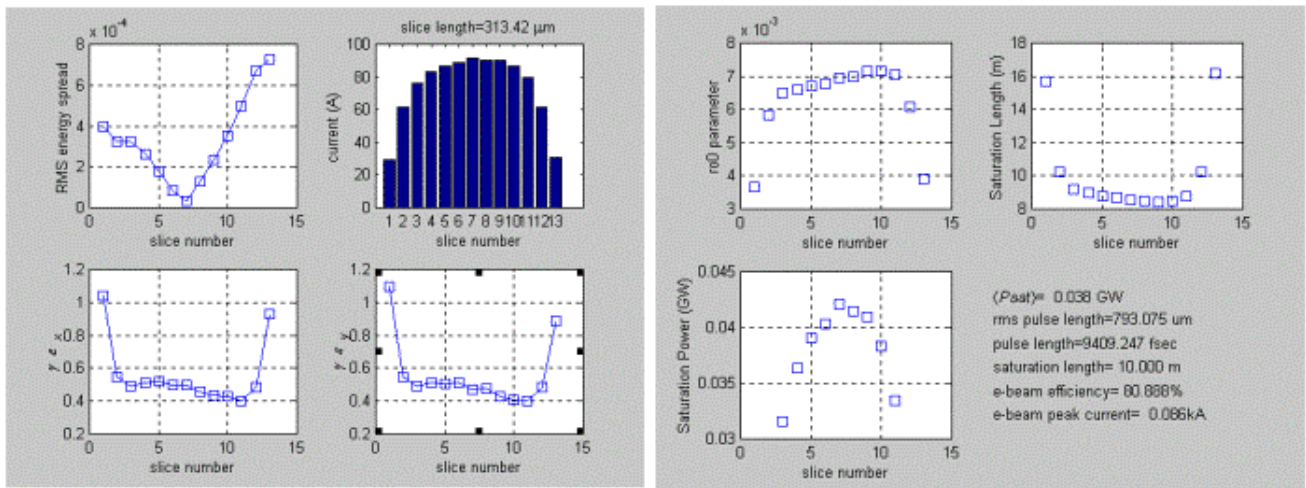 x 10⁻⁴
8
6
4
2
0
0 5 10 15
RMS energy spread
slice number
slice length=313.42 µm
100
80
60
40
20
0
1 2 3 4 5 6 7 8 9 10 11 12 13
current (A)
slice number
1.2
1
0.8
0.6
0.4
0.2
0 5 10 15
γ ε x
slice number
1.2
1
0.8
0.6
0.4
0.2
0 5 10 15
γ ε y
slice number
x 10⁻³
8
7
6
5
4
3
0 5 10 15
ro0 parameter
slice number
18
16
14
12
10
8
0 5 10 15
Saturation Length (m)
slice number
0.045
0.04
0.035
0.03
0 5 10 15
Saturation Power (GW)
slice number
⟨Psat⟩= 0.038 GW
rms pulse length=793.075 um
pulse length=9409.247 fsec
saturation length= 10.000 m
e-beam efficiency= 80.888%
e-beam peak current= 0.086kA